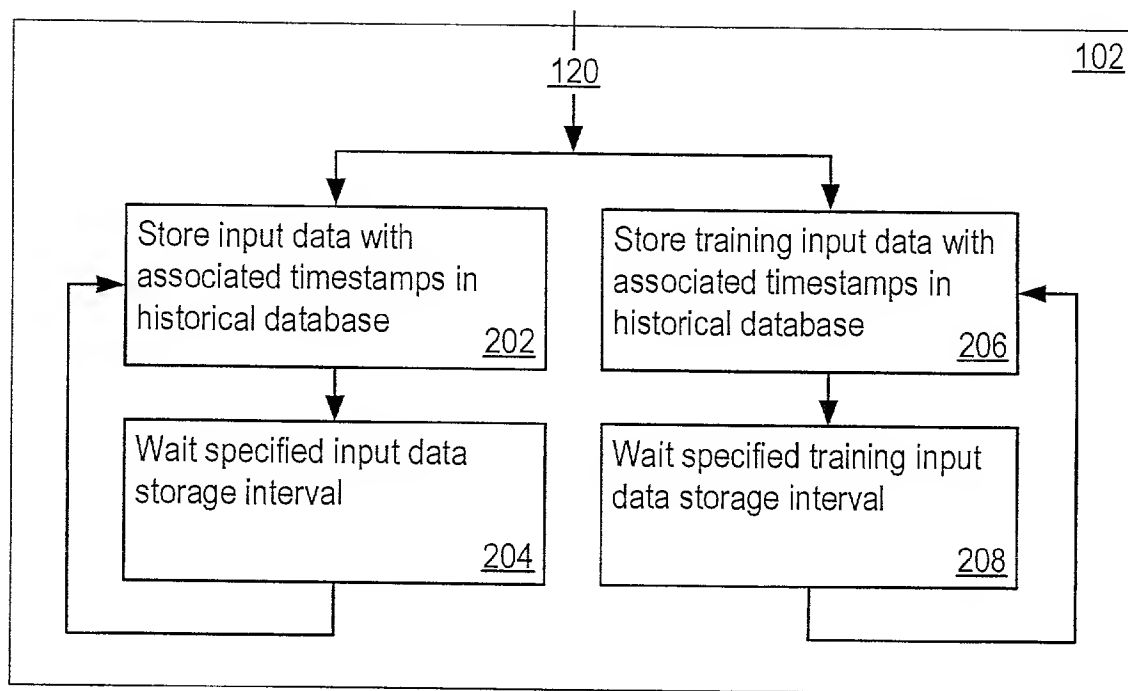 102
120
Store input data with
associated timestamps in
historical database
202
Store training input data with
associated timestamps in
historical database
206
Wait specified input data
storage interval
204
Wait specified training input
data storage interval
208